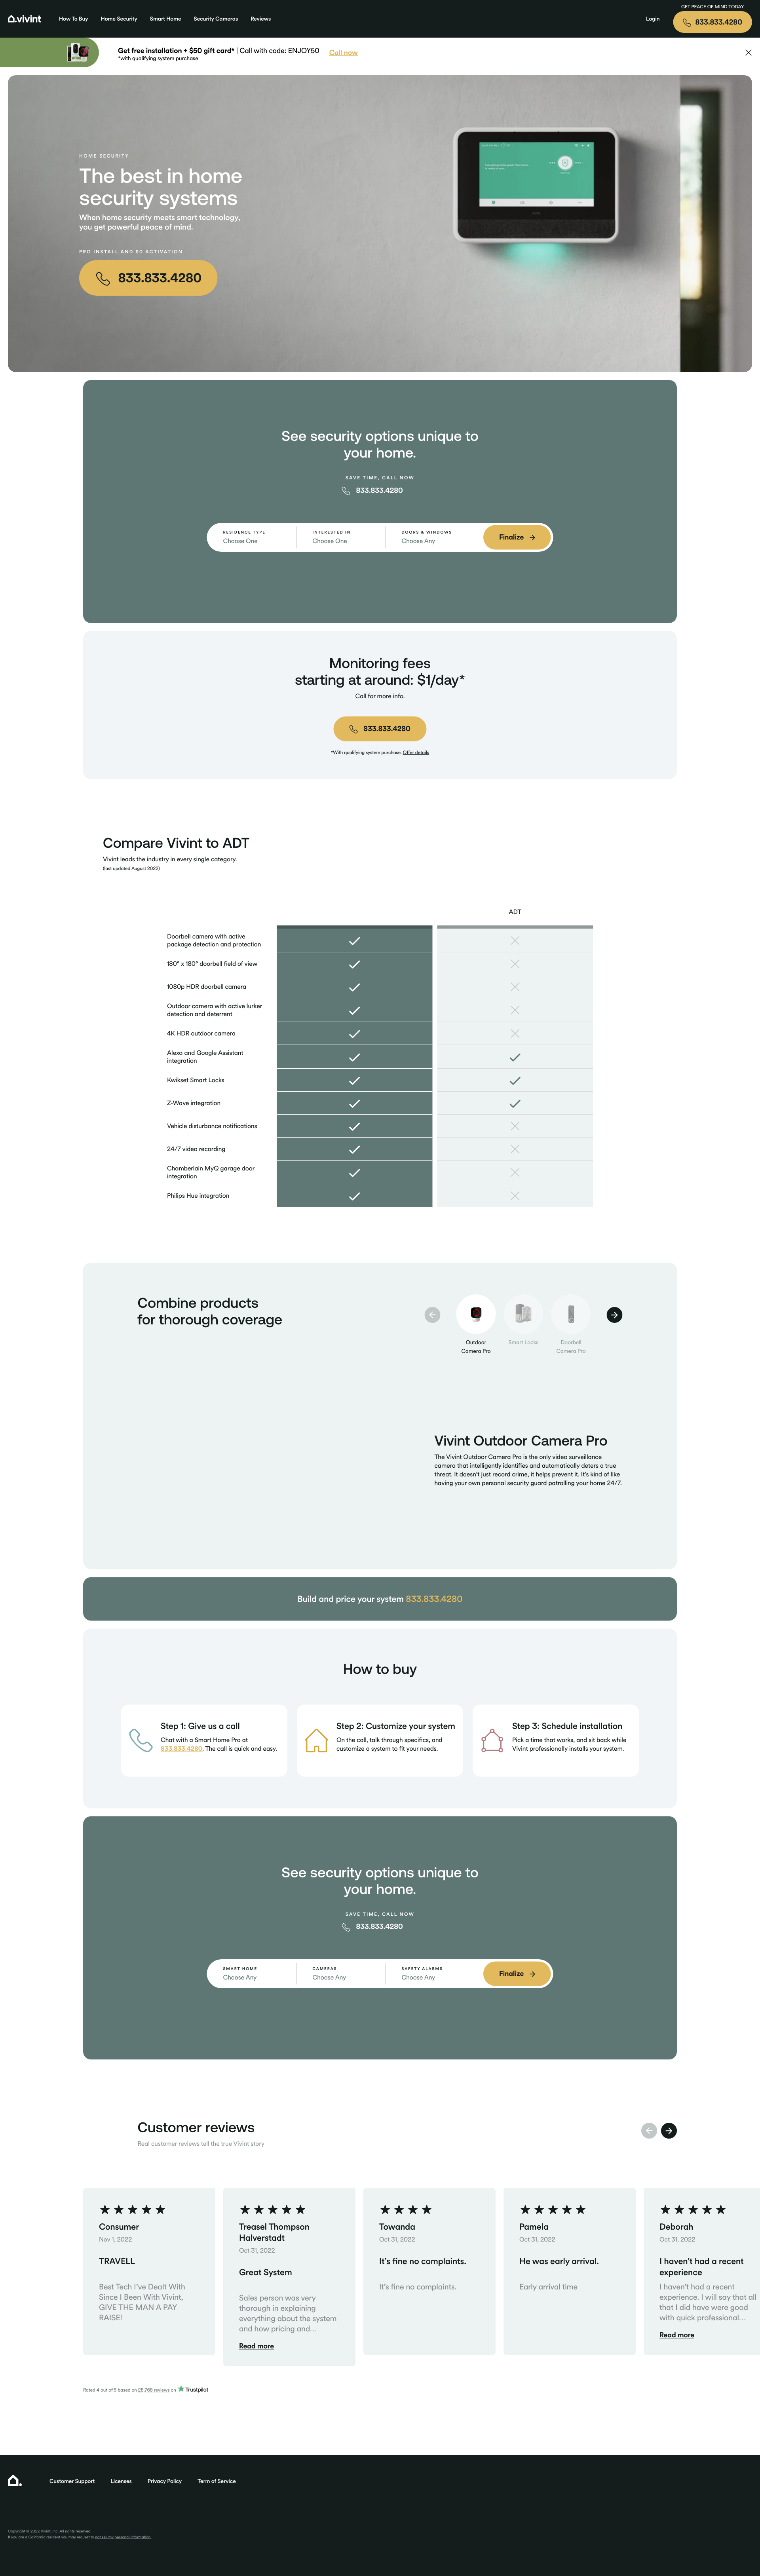 vivint
How To Buy
Home Security
Smart Home
Security Cameras
Reviews
Login
GET PEACE OF MIND TODAY
833.833.4280
Get free installation + $50 gift card* | Call with code: ENJOY50
*with qualifying system purchase
Call now
HOME SECURITY
The best in home
security systems
When home security meets smart technology,
you get powerful peace of mind.
PRO INSTALL AND $0 ACTIVATION
833.833.4280
See security options unique to
your home.
SAVE TIME, CALL NOW
833.833.4280
RESIDENCE TYPE
Choose One
INTERESTED IN
Choose One
DOORS & WINDOWS
Choose Any
Finalize
Monitoring fees
starting at around: $1/day*
Call for more info.
833.833.4280
*With qualifying system purchase. Offer details
Compare Vivint to ADT
Vivint leads the industry in every single category.
(last updated August 2022)
ADT
Doorbell camera with active
package detection and protection
180° x 180° doorbell field of view
1080p HDR doorbell camera
Outdoor camera with active lurker
detection and deterrent
4K HDR outdoor camera
Alexa and Google Assistant
integration
Kwikset Smart Locks
Z-Wave integration
Vehicle disturbance notifications
24/7 video recording
Chamberlain MyQ garage door
integration
Philips Hue integration
Combine products
for thorough coverage
Outdoor
Camera Pro
Smart Locks
Doorbell
Camera Pro
Vivint Outdoor Camera Pro
The Vivint Outdoor Camera Pro is the only video surveillance
camera that intelligently identifies and automatically deters a true
threat. It doesn't just record crime, it helps prevent it. It's kind of like
having your own personal security guard patrolling your home 24/7.
Build and price your system 833.833.4280
How to buy
Step 1: Give us a call
Chat with a Smart Home Pro at
833.833.4280. The call is quick and easy.
Step 2: Customize your system
On the call, talk through specifics, and
customize a system to fit your needs.
Step 3: Schedule installation
Pick a time that works, and sit back while
Vivint professionally installs your system.
See security options unique to
your home.
SAVE TIME, CALL NOW
833.833.4280
SMART HOME
Choose Any
CAMERAS
Choose Any
SAFETY ALARMS
Choose Any
Finalize
Customer reviews
Real customer reviews tell the true Vivint story
Consumer
Nov 1, 2022
TRAVELL
Best Tech I've Dealt With
Since I Been With Vivint,
GIVE THE MAN A PAY
RAISE!
Treasel Thompson
Halverstadt
Oct 31, 2022
Great System
Sales person was very
thorough in explaining
everything about the system
and how pricing and...
Read more
Towanda
Oct 31, 2022
It's fine no complaints.
It's fine no complaints.
Pamela
Oct 31, 2022
He was early arrival.
Early arrival time
Deborah
Oct 31, 2022
I haven't had a recent
experience
I haven't had a recent
experience. I will say that all
that I did have were good
with quick professional...
Read more
Rated 4 out of 5 based on 28,768 reviews on Trustpilot
Customer Support
Licenses
Privacy Policy
Term of Service
Copyright © 2022 Vivint, Inc. All rights reserved.
If you are a California resident you may request to not sell my personal information.